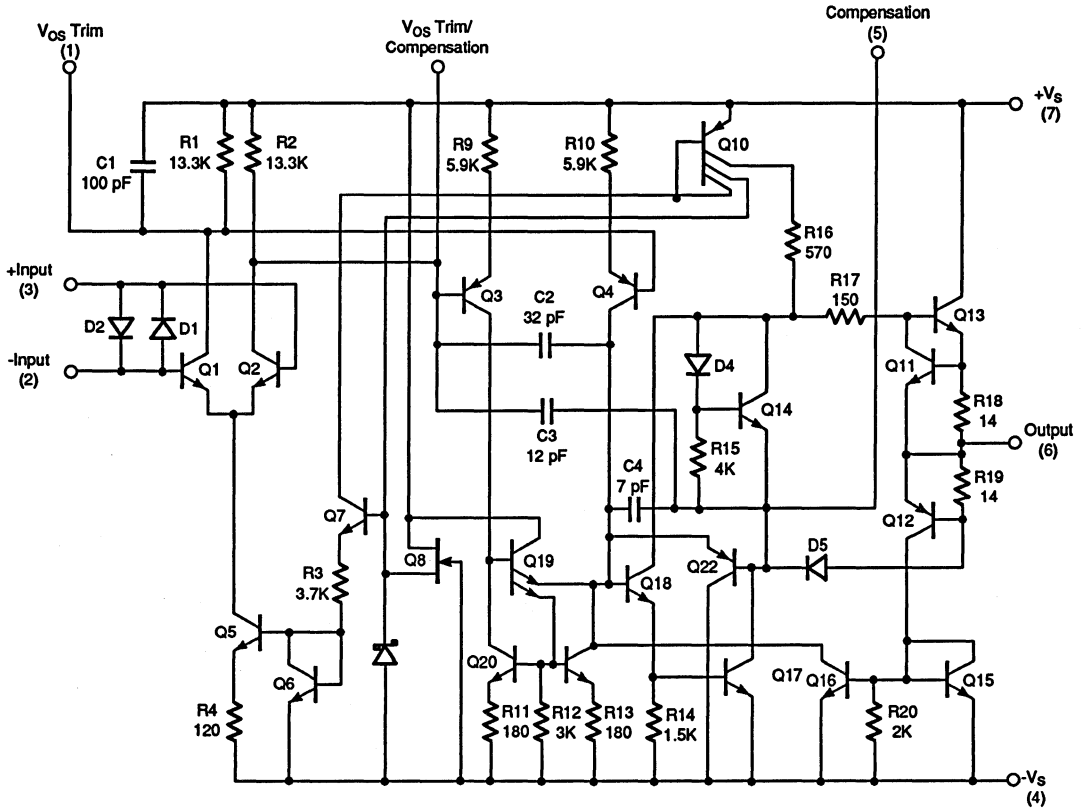 VOS Trim
(1)
VOS Trim/
Compensation
Compensation
(5)
+VS
(7)
C1
100 pF
R1
13.3K
R2
13.3K
R9
5.9K
R10
5.9K
Q10
R16
570
+Input
(3)
-Input
(2)
D2
D1
Q1
Q2
Q3
C2
32 pF
Q4
R17
150
Q13
Q11
D4
Q14
R18
14
Output
(6)
C3
12 pF
R15
4K
C4
7 pF
R19
14
Q12
Q7
Q8
Q19
Q18
Q22
D5
R3
3.7K
Q5
Q6
Q20
Q17
Q16
Q15
R4
120
R11
180
R12
3K
R13
180
R14
1.5K
R20
2K
-VS
(4)